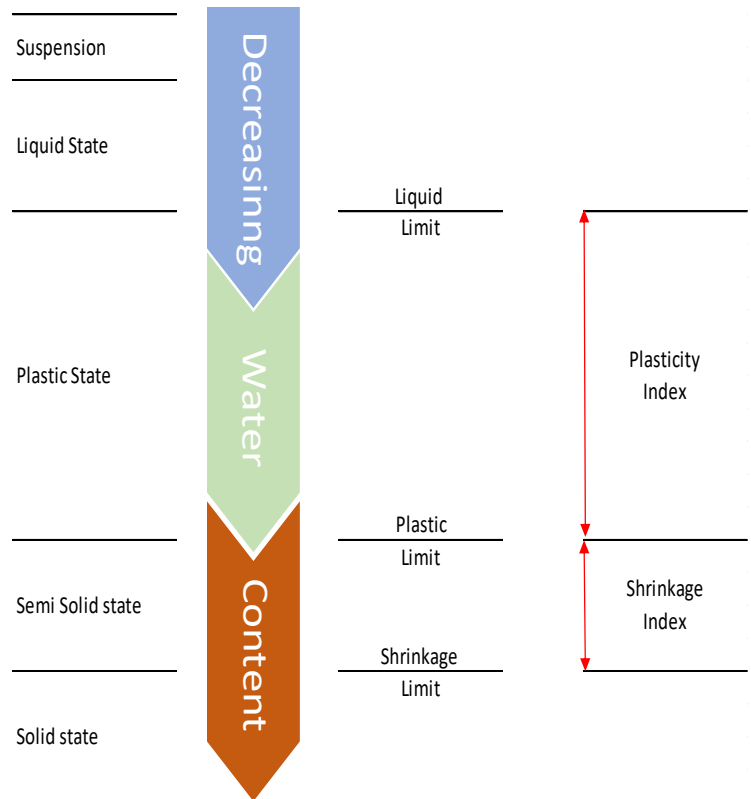 Suspension
Liquid State
Plastic State
Semi Solid state
Solid state
Decreasinng
Water
Content
Liquid
Limit
Plastic
Limit
Shrinkage
Limit
Plasticity
Index
Shrinkage
Index